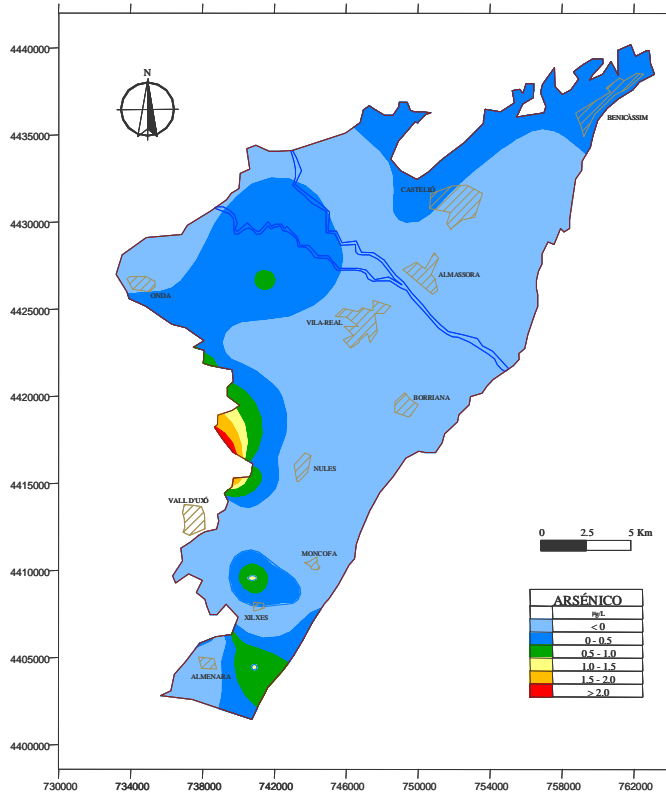 4440000
N
BENICÀSSIM
4435000
CASTELIÓ
4430000
ALMASSORA
ONDA
4425000
VILA-REAL
4420000
BORRIANA
NULES
4415000
VALL D'UXÓ
0 2.5 5 Km
MONCOFA
4410000
ARSÉNICO
µg/L
XILXES
< 0
0 - 0.5
0.5 - 1.0
4405000
1.0 - 1.5
ALMENARA
1.5 - 2.0
> 2.0
4400000
730000 734000 738000 742000 746000 750000 754000 758000 762000